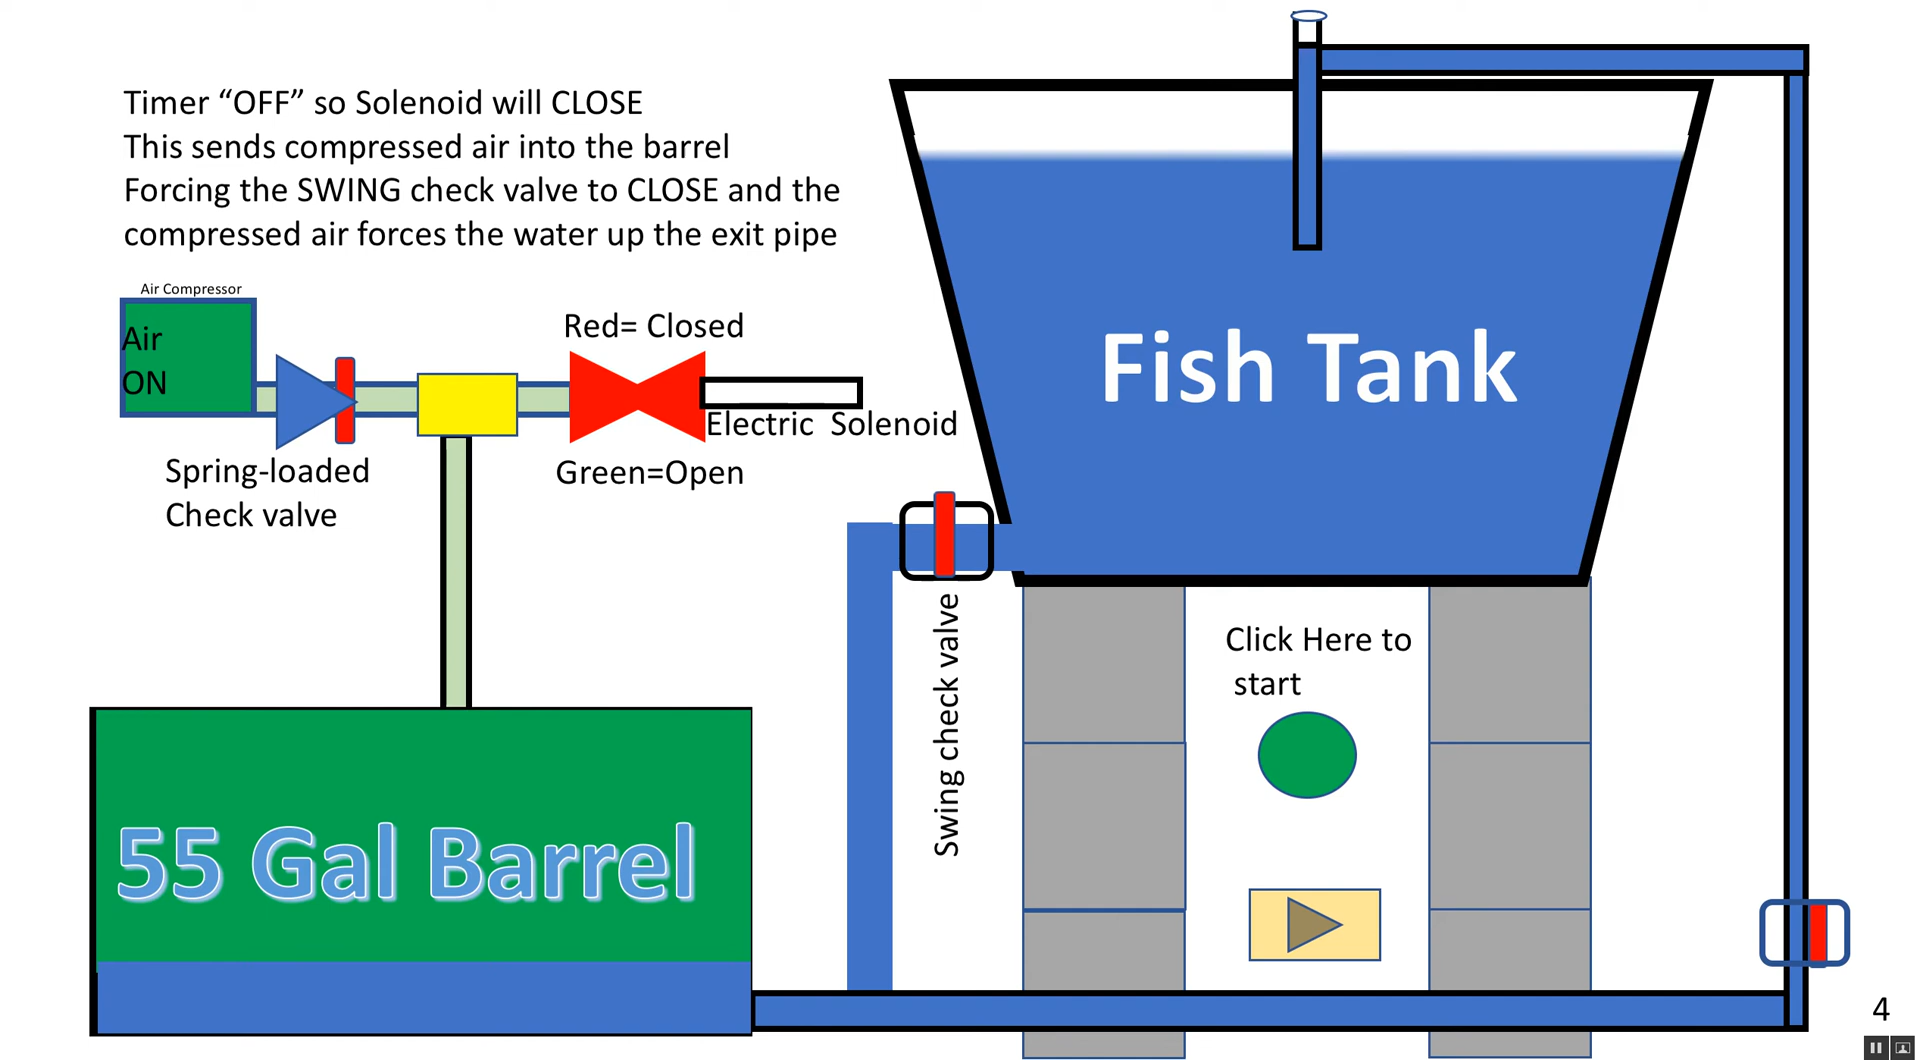 Timer “OFF” so Solenoid will CLOSE
This sends compressed air into the barrel
Forcing the SWING check valve to CLOSE and the
compressed air forces the water up the exit pipe
Air Compressor
Air
ON
Red= Closed
Electric Solenoid
Green=Open
Spring-loaded
Check valve
Fish Tank
Swing check valve
Click Here to
start
55 Gal Barrel
4